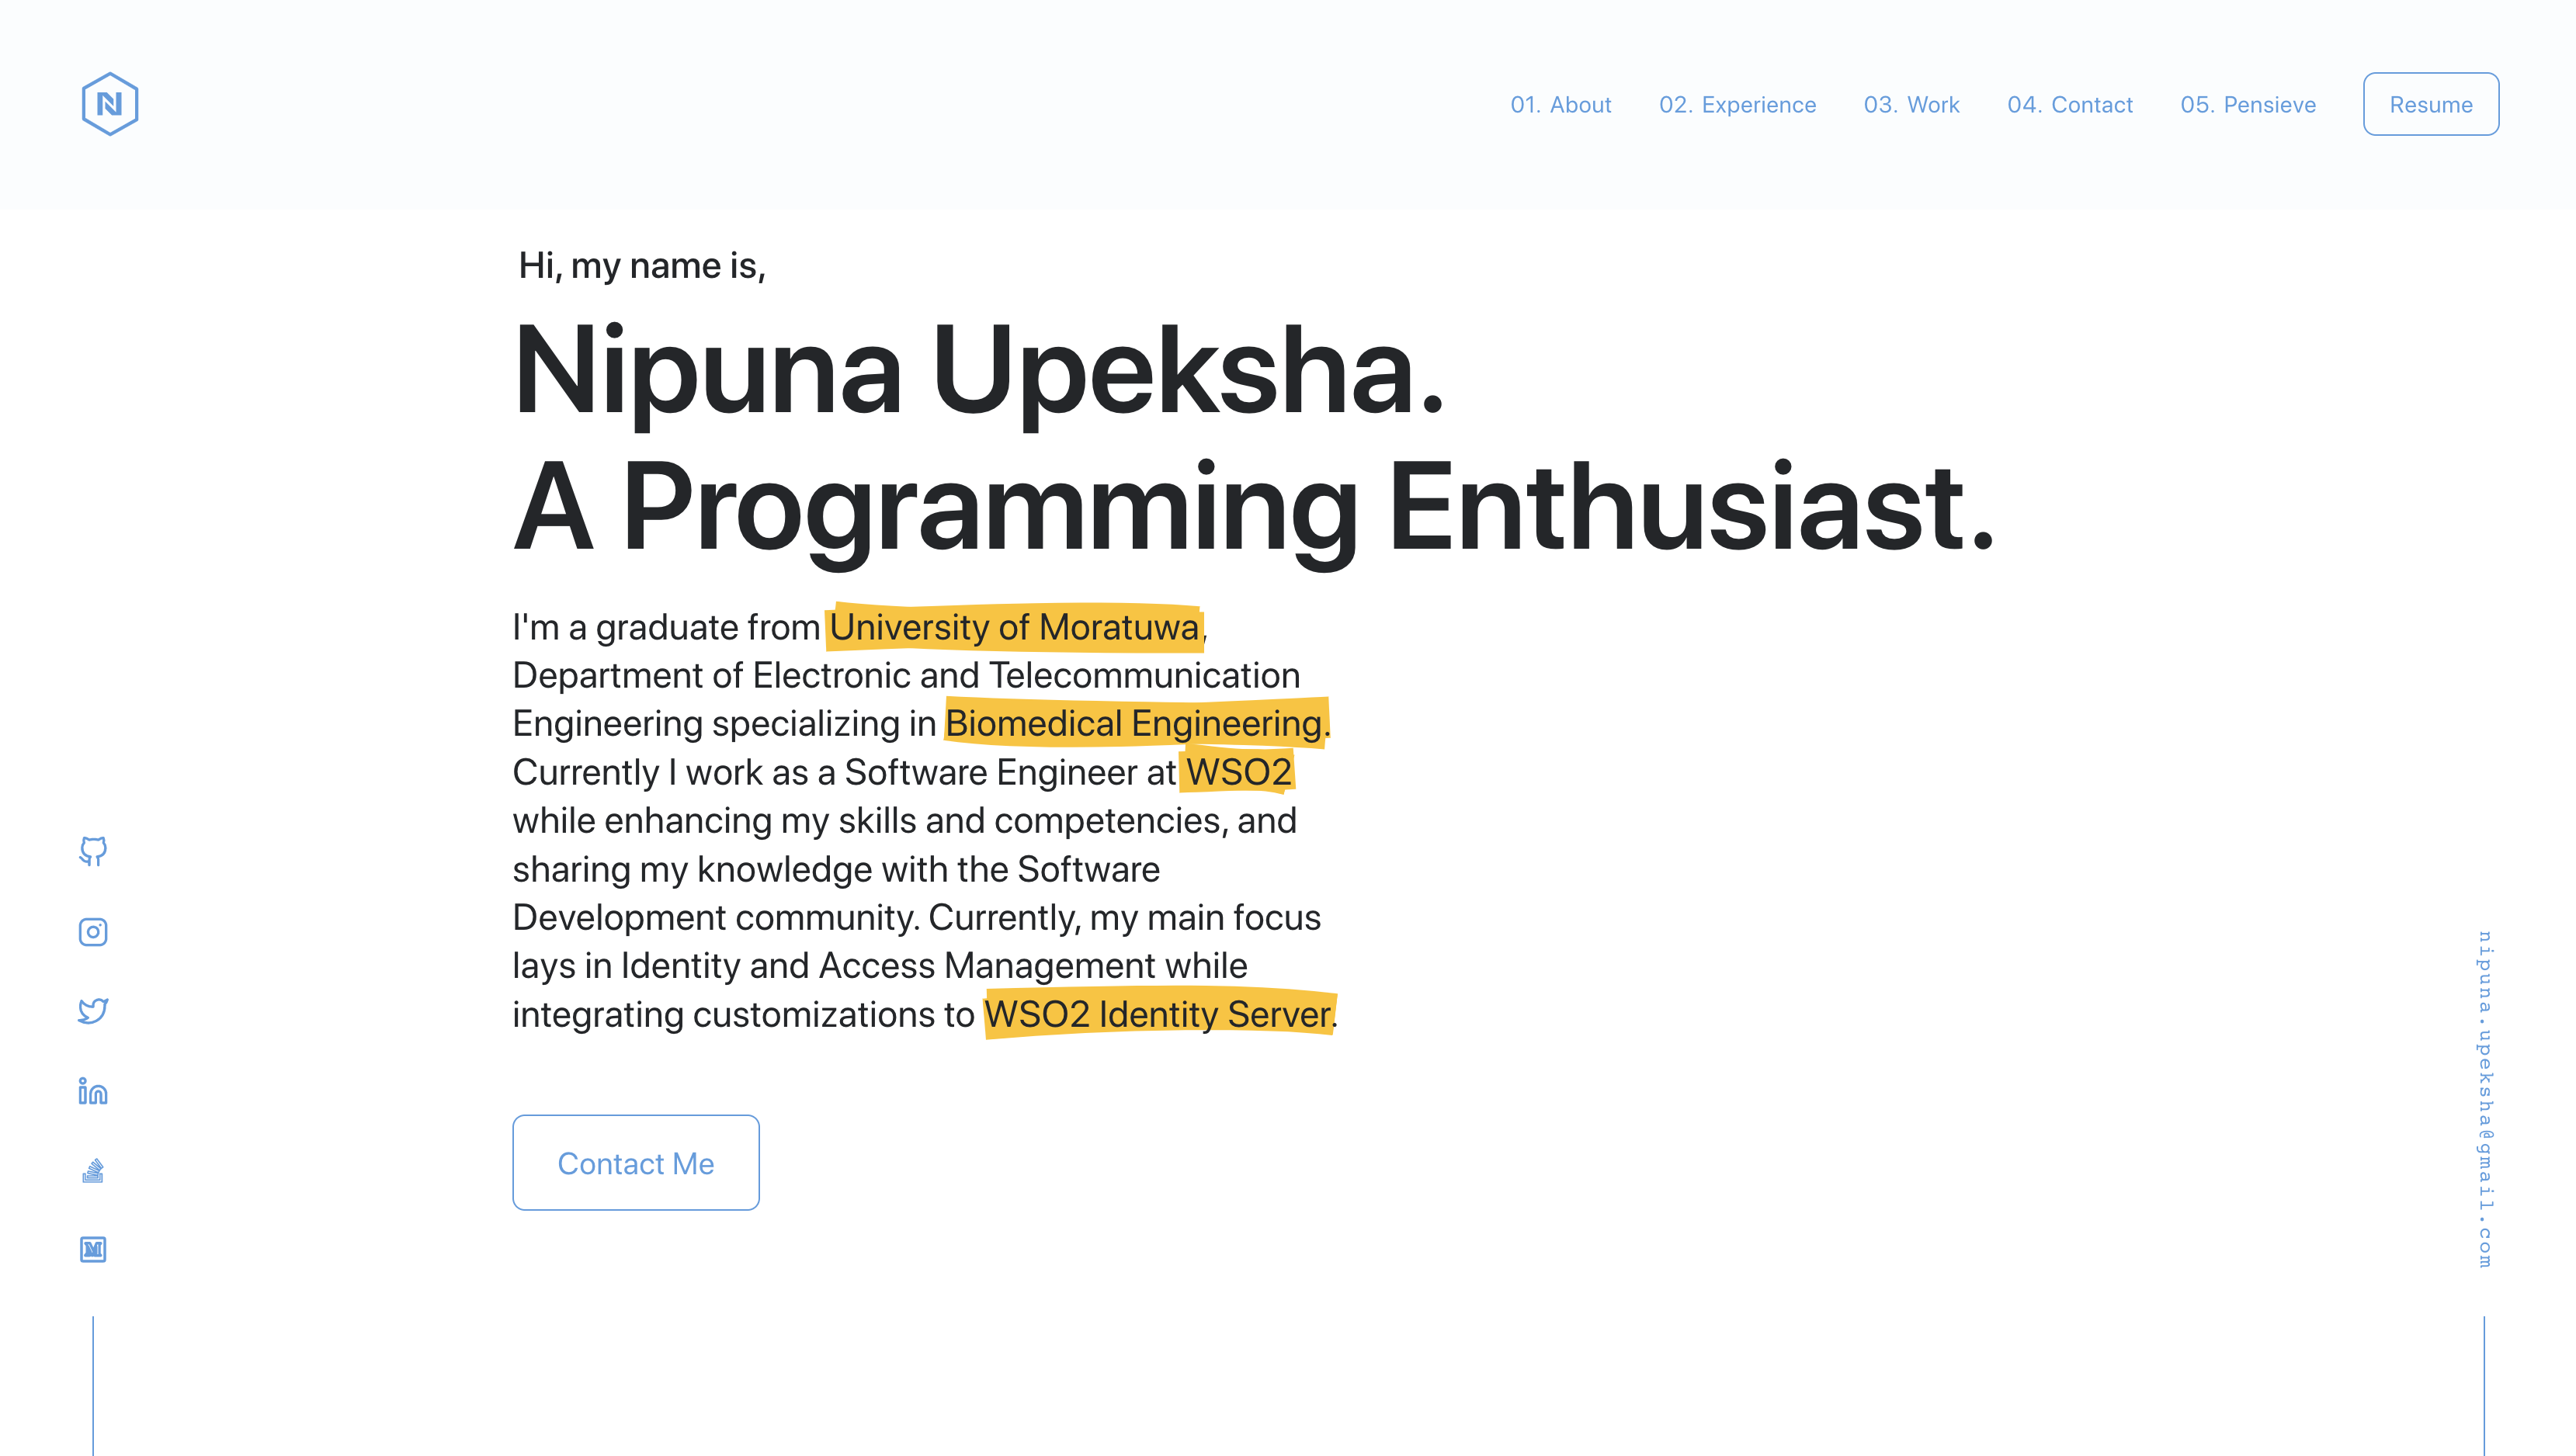 N
01. About 02. Experience 03. Work 04. Contact 05. Pensieve Resume
Hi, my name is,
Nipuna Upeksha.
A Programming Enthusiast.
I'm a graduate from University of Moratuwa,
Department of Electronic and Telecommunication
Engineering specializing in Biomedical Engineering.
Currently I work as a Software Engineer at WSO2
while enhancing my skills and competencies, and
sharing my knowledge with the Software
Development community. Currently, my main focus
lays in Identity and Access Management while
integrating customizations to WSO2 Identity Server.
Contact Me
in
M
nipuna.upeksha@gmail.com